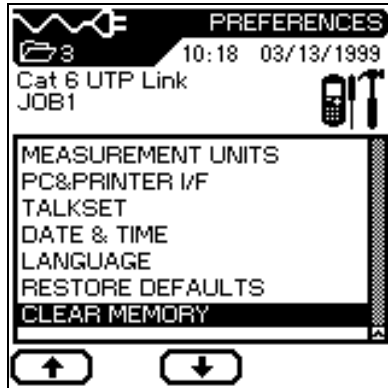 PREFERENCES
3 10:18 03/13/1999
Cat 6 UTP Link
JOB1
MEASUREMENT UNITS
PC&PRINTER I/F
TALKSET
DATE & TIME
LANGUAGE
RESTORE DEFAULTS
CLEAR MEMORY